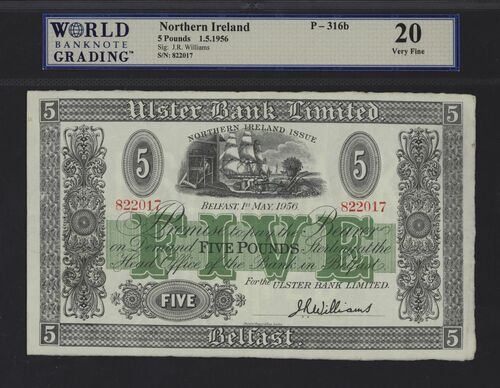 WORLD
BANKNOTE
GRADING™
Northern Ireland
5 Pounds 1.5.1956
Sig: J.R. Williams
S/N: 822017
P - 316b
20
Very Fine
5 Ulster Bank Limited. 5
NORTHERN IRELAND ISSUE
5 5
822017 822017
BELFAST, 1st MAY, 1956
FIVE
Promise to pay the Bearer
on Demand FIVE POUNDS Sterling at the
Head Office of the Bank in Belfast
For the ULSTER BANK LIMITED.
FIVE
J.R.Williams
5 Belfast. 5